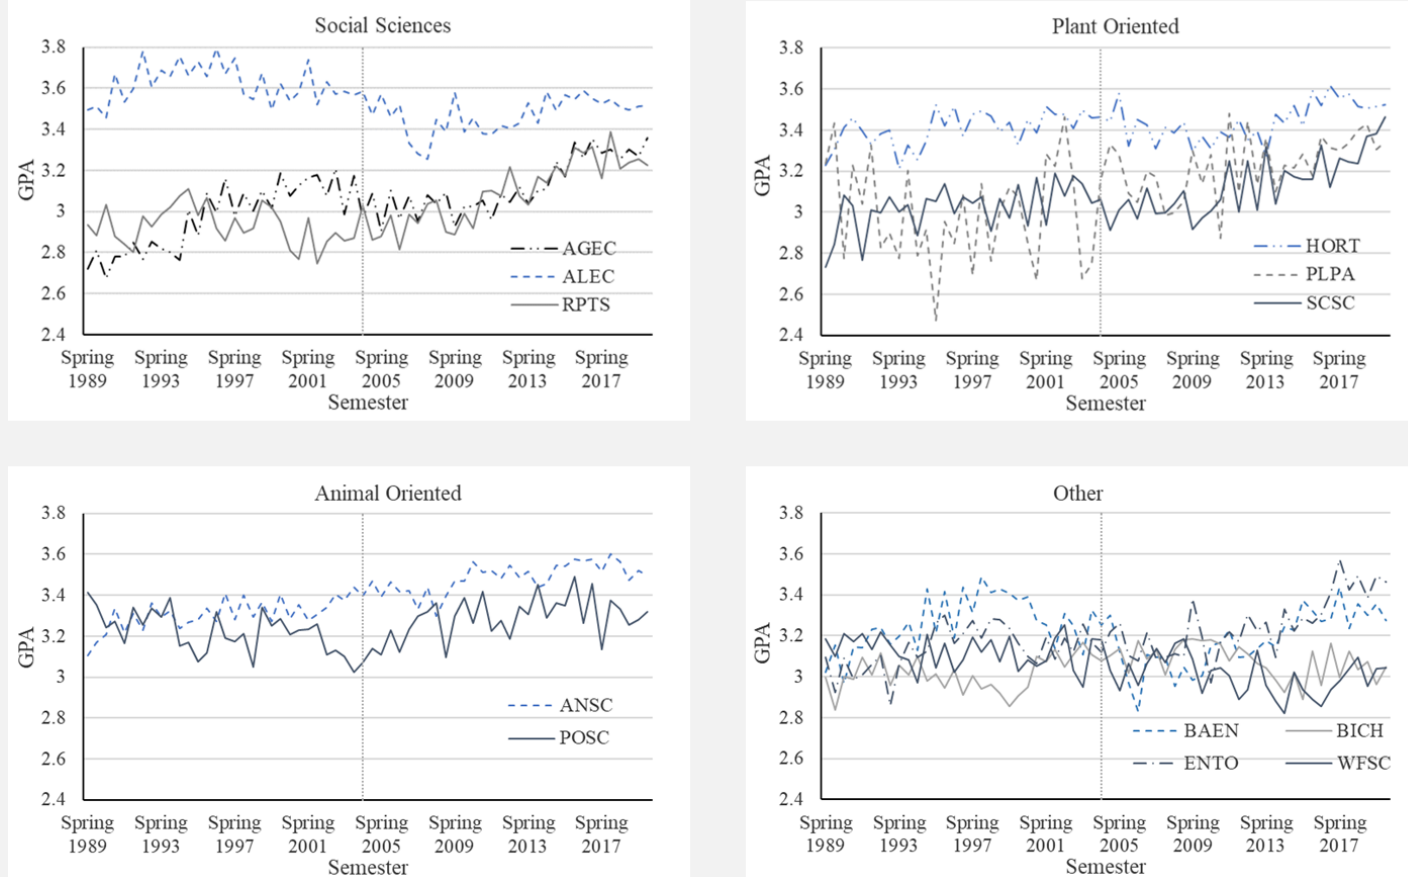 Social Sciences
3.8
3.6
3.4
3.2
3
2.8
2.6
2.4
GPA
AGEC
ALEC
RPTS
Spring Spring Spring Spring Spring Spring Spring Spring
1989 1993 1997 2001 2005 2009 2013 2017
Semester
Plant Oriented
3.8
3.6
3.4
3.2
3
2.8
2.6
2.4
GPA
HORT
PLPA
SCSC
Spring Spring Spring Spring Spring Spring Spring Spring
1989 1993 1997 2001 2005 2009 2013 2017
Semester
Animal Oriented
3.8
3.6
3.4
3.2
3
2.8
2.6
2.4
GPA
ANSC
POSC
Spring Spring Spring Spring Spring Spring Spring Spring
1989 1993 1997 2001 2005 2009 2013 2017
Semester
Other
3.8
3.6
3.4
3.2
3
2.8
2.6
2.4
GPA
BAEN BICH
ENTO WFSC
Spring Spring Spring Spring Spring Spring Spring Spring
1989 1993 1997 2001 2005 2009 2013 2017
Semester